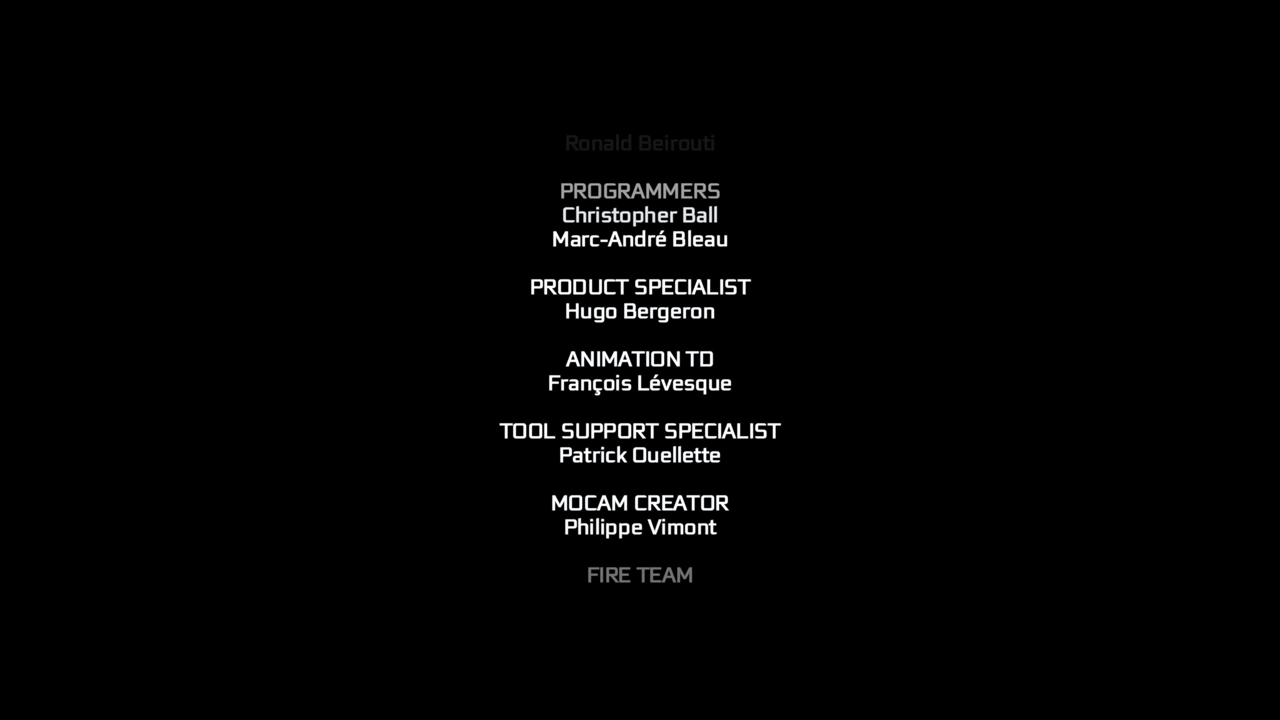 Ronald Beirouti
PROGRAMMERS
Christopher Ball
Marc-André Bleau
PRODUCT SPECIALIST
Hugo Bergeron
ANIMATION TD
François Lévesque
TOOL SUPPORT SPECIALIST
Patrick Ouellette
MOCAM CREATOR
Philippe Vimont
FIRE TEAM